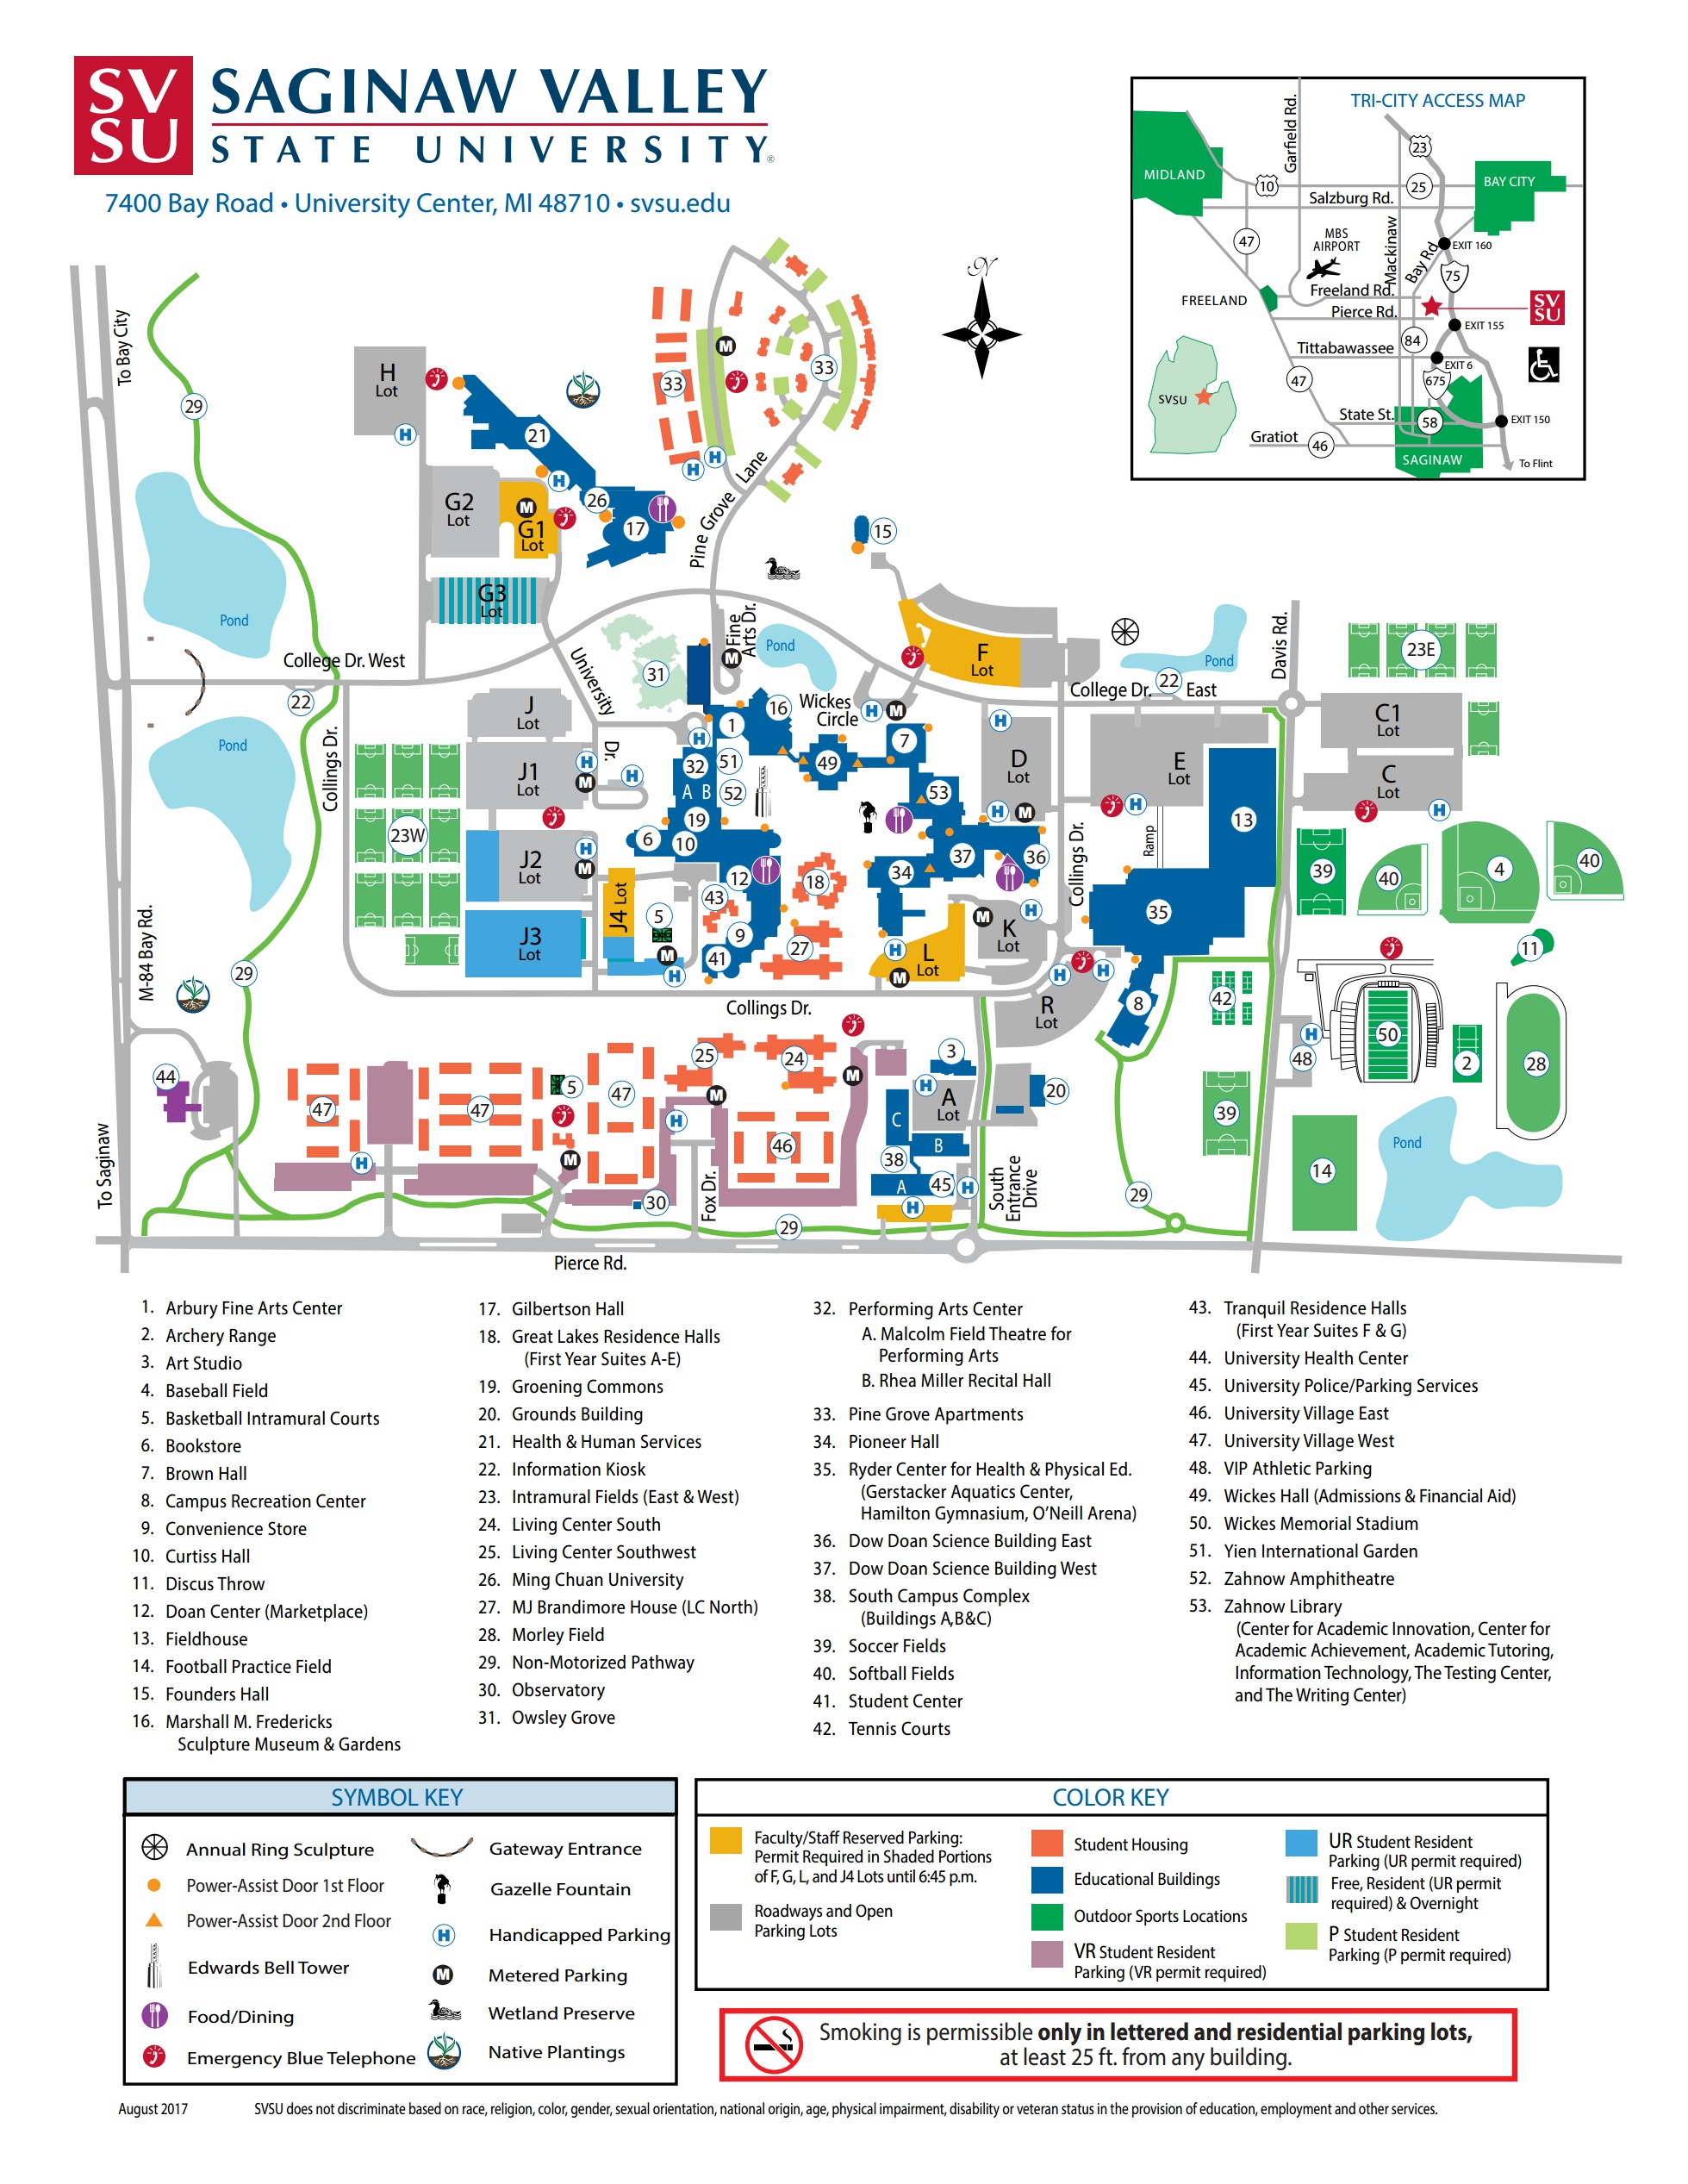 SV
SU
SAGINAW VALLEY
STATE UNIVERSITY®
7400 Bay Road • University Center, MI 48710 • svsu.edu
TRI-CITY ACCESS MAP
Garfield Rd.
23
MIDLAND
10
25
BAY CITY
Salzburg Rd.
47
MBS
AIRPORT
Mackinaw
Bay Rd.
EXIT 160
75
FREELAND
Freeland Rd.
SV
SU
Pierce Rd.
EXIT 155
84
Tittabawassee
EXIT 6
47
675
SVSU
State St.
58
EXIT 150
Gratiot
46
SAGINAW
To Flint
N
To Bay City
29
H
Lot
H
21
33
M
33
H
H
Pine Grove Lane
G2
Lot
M
G1
Lot
H
26
17
15
G3
Lot
Pond
College Dr. West
22
University
Dr.
31
Fine
Arts Dr.
M
Pond
F
Lot
Pond
22
College Dr. East
Davis Rd.
23E
Pond
Collings Dr.
J
Lot
J1
Lot
H
M
H
H
1
16
Wickes
Circle
H
M
7
H
D
Lot
E
Lot
C1
Lot
C
Lot
H
32
51
A B
52
49
53
H
M
H
13
23W
J2
Lot
H
M
6
19
10
37
36
34
Collings Dr.
Ramp
39
40
4
40
J4 Lot
12
18
43
5
9
M
H
K
Lot
35
J3
Lot
M
H
41
27
H
L
Lot
M
H
H
11
M-84 Bay Rd.
29
Collings Dr.
R
Lot
8
42
50
H
48
2
28
44
47
47
5
47
25
24
M
M
3
H
A
Lot
20
39
H
H
M
46
C
B
38
A
45
H
H
14
Pond
To Saginaw
30
Fox Dr.
29
South
Entrance
Drive
29
Pierce Rd.
1. Arbury Fine Arts Center
2. Archery Range
3. Art Studio
4. Baseball Field
5. Basketball Intramural Courts
6. Bookstore
7. Brown Hall
8. Campus Recreation Center
9. Convenience Store
10. Curtiss Hall
11. Discus Throw
12. Doan Center (Marketplace)
13. Fieldhouse
14. Football Practice Field
15. Founders Hall
16. Marshall M. Fredericks
Sculpture Museum & Gardens
17. Gilbertson Hall
18. Great Lakes Residence Halls
(First Year Suites A-E)
19. Groening Commons
20. Grounds Building
21. Health & Human Services
22. Information Kiosk
23. Intramural Fields (East & West)
24. Living Center South
25. Living Center Southwest
26. Ming Chuan University
27. MJ Brandimore House (LC North)
28. Morley Field
29. Non-Motorized Pathway
30. Observatory
31. Owsley Grove
32. Performing Arts Center
A. Malcolm Field Theatre for
Performing Arts
B. Rhea Miller Recital Hall
33. Pine Grove Apartments
34. Pioneer Hall
35. Ryder Center for Health & Physical Ed.
(Gerstacker Aquatics Center,
Hamilton Gymnasium, O'Neill Arena)
36. Dow Doan Science Building East
37. Dow Doan Science Building West
38. South Campus Complex
(Buildings A,B&C)
39. Soccer Fields
40. Softball Fields
41. Student Center
42. Tennis Courts
43. Tranquil Residence Halls
(First Year Suites F & G)
44. University Health Center
45. University Police/Parking Services
46. University Village East
47. University Village West
48. VIP Athletic Parking
49. Wickes Hall (Admissions & Financial Aid)
50. Wickes Memorial Stadium
51. Yien International Garden
52. Zahnow Amphitheatre
53. Zahnow Library
(Center for Academic Innovation, Center for
Academic Achievement, Academic Tutoring,
Information Technology, The Testing Center,
and The Writing Center)
SYMBOL KEY
Annual Ring Sculpture
Power-Assist Door 1st Floor
Power-Assist Door 2nd Floor
Edwards Bell Tower
Food/Dining
Emergency Blue Telephone
Gateway Entrance
Gazelle Fountain
H Handicapped Parking
M Metered Parking
Wetland Preserve
Native Plantings
COLOR KEY
Faculty/Staff Reserved Parking:
Permit Required in Shaded Portions
of F, G, L, and J4 Lots until 6:45 p.m.
Roadways and Open
Parking Lots
Student Housing
Educational Buildings
Outdoor Sports Locations
VR Student Resident
Parking (VR permit required)
UR Student Resident
Parking (UR permit required)
Free, Resident (UR permit
required) & Overnight
P Student Resident
Parking (P permit required)
Smoking is permissible only in lettered and residential parking lots,
at least 25 ft. from any building.
August 2017
SVSU does not discriminate based on race, religion, color, gender, sexual orientation, national origin, age, physical impairment, disability or veteran status in the provision of education, employment and other services.